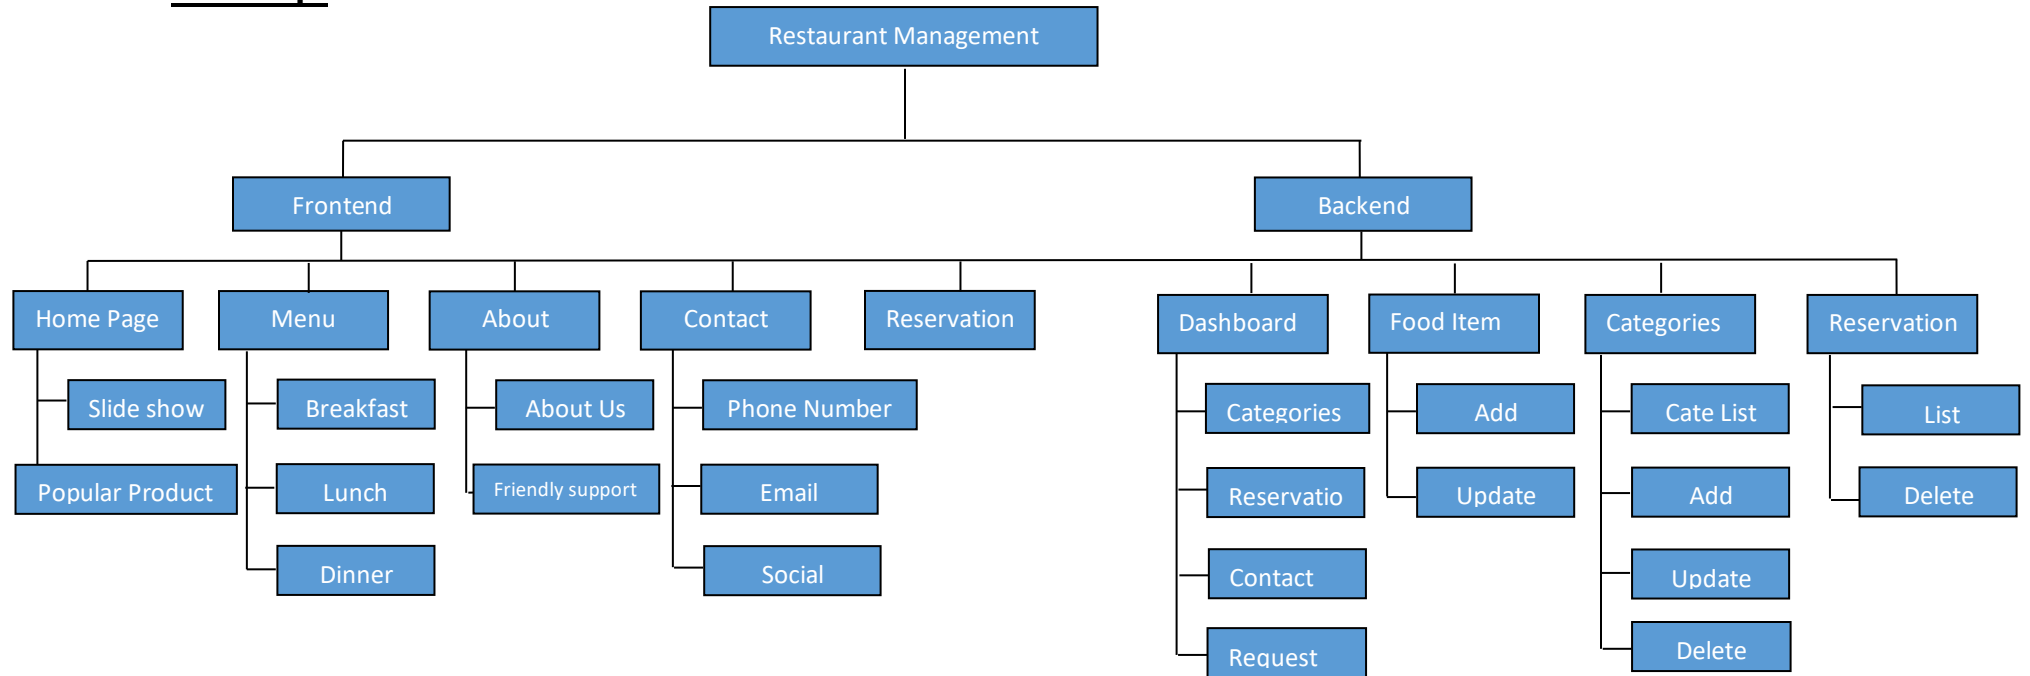 Restaurant Management
Frontend
Backend
Home Page
Menu
About
Contact
Reservation
Dashboard
Food Item
Categories
Reservation
Slide show
Breakfast
About Us
Phone Number
Categories
Add
Cate List
List
Popular Product
Lunch
Friendly support
Email
Reservatio
Update
Add
Delete
Dinner
Social
Contact
Update
Request
Delete